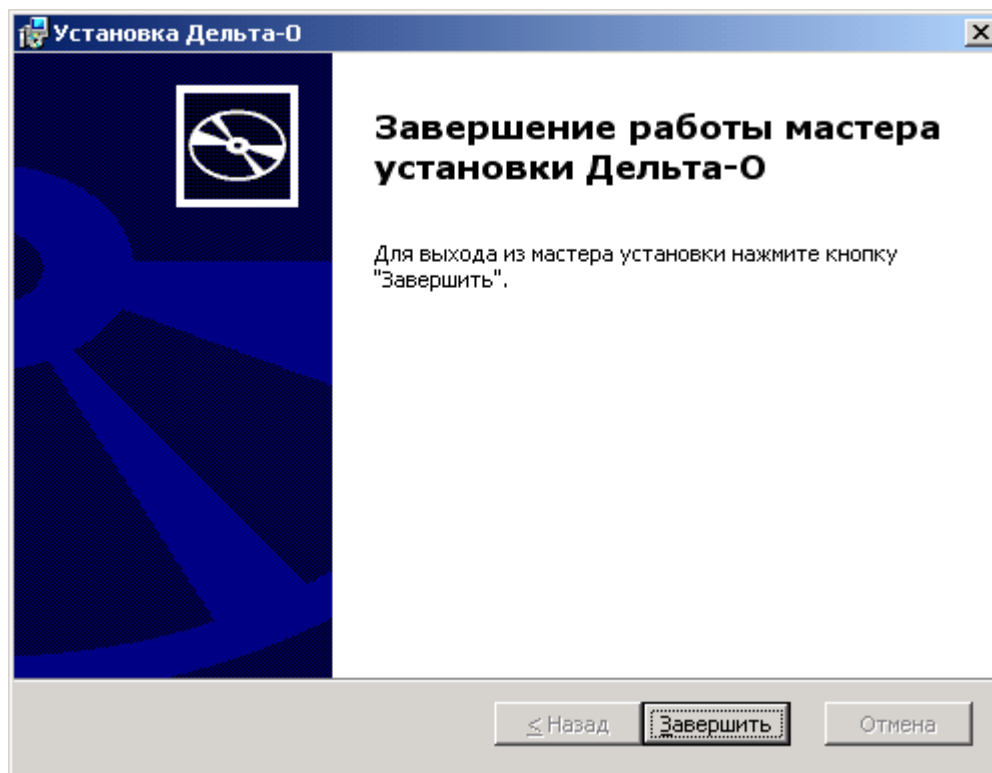 Установка Дельта-О
Завершение работы мастера
установки Дельта-О
Для выхода из мастера установки нажмите кнопку
"Завершить".
< Назад
Завершить
Отмена